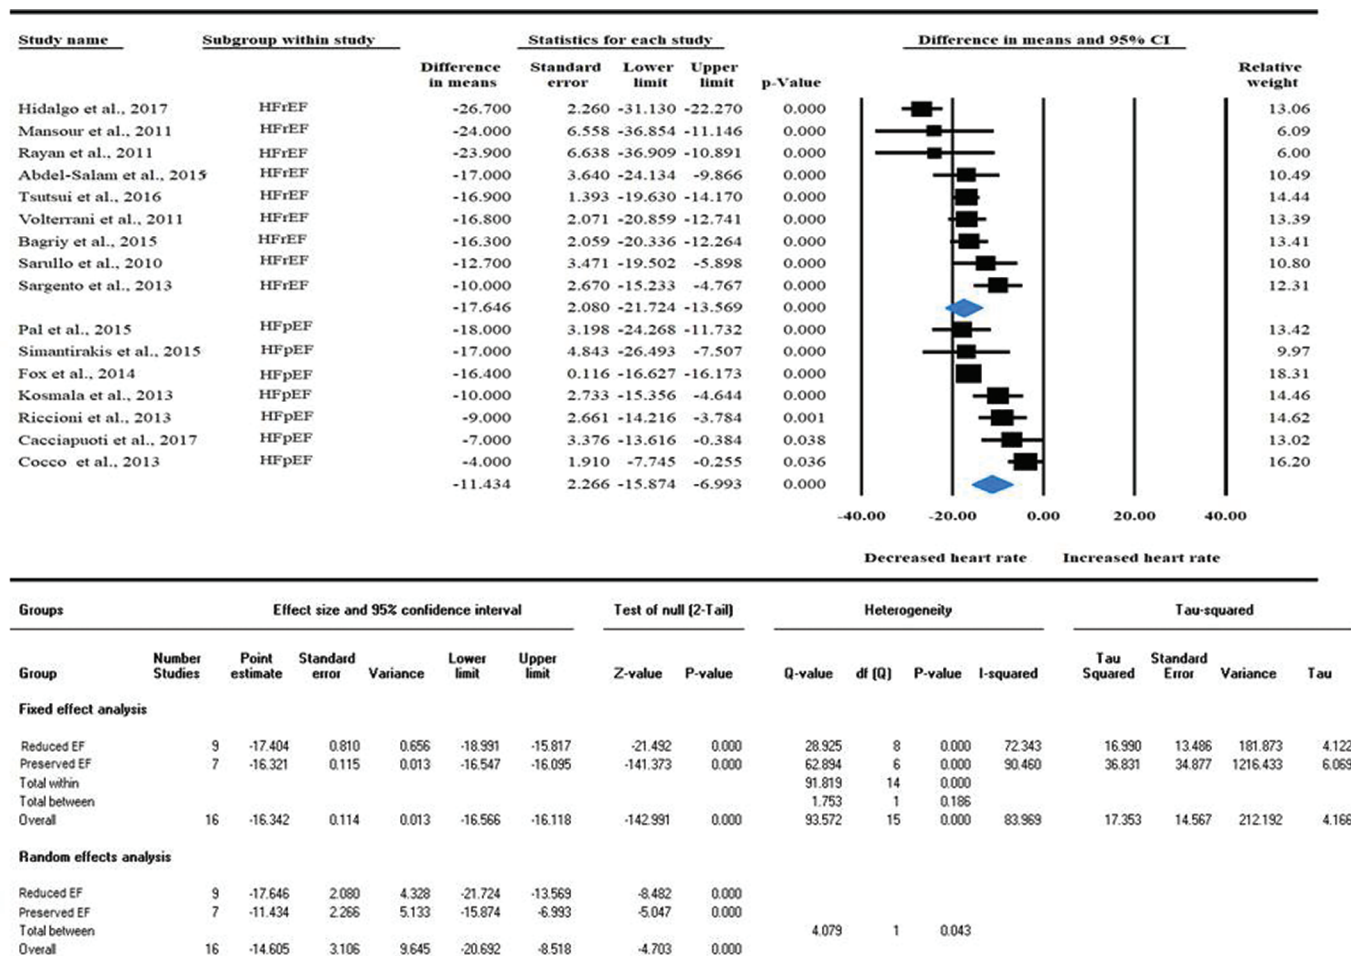 Study name Subgroup within study Statistics for each study Difference in means and 95% CI
Difference in means Standard error Lower limit Upper limit p-Value Relative weight
Hidalgo et al., 2017 HFrEF -26.700 2.260 -31.130 -22.270 0.000 13.06
Mansour et al., 2011 HFrEF -24.000 6.558 -36.854 -11.146 0.000 6.09
Rayan et al., 2011 HFrEF -23.900 6.638 -36.909 -10.891 0.000 6.00
Abdel-Salam et al., 2015 HFrEF -17.000 3.640 -24.134 -9.866 0.000 10.49
Tsutsui et al., 2016 HFrEF -16.900 1.393 -19.630 -14.170 0.000 14.44
Volterrani et al., 2011 HFrEF -16.800 2.071 -20.859 -12.741 0.000 13.39
Bagriy et al., 2015 HFrEF -16.300 2.059 -20.336 -12.264 0.000 13.41
Sarullo et al., 2010 HFrEF -12.700 3.471 -19.502 -5.898 0.000 10.80
Sargento et al., 2013 HFrEF -10.000 2.670 -15.233 -4.767 0.000 12.31
-17.646 2.080 -21.724 -13.569 0.000
Pal et al., 2015 HFpEF -18.000 3.198 -24.268 -11.732 0.000 13.42
Simantirakis et al., 2015 HFpEF -17.000 4.843 -26.493 -7.507 0.000 9.97
Fox et al., 2014 HFpEF -16.400 0.116 -16.627 -16.173 0.000 18.31
Kosmala et al., 2013 HFpEF -10.000 2.733 -15.356 -4.644 0.000 14.46
Riccioni et al., 2013 HFpEF -9.000 2.661 -14.216 -3.784 0.001 14.62
Cacciapuoti et al., 2017 HFpEF -7.000 3.376 -13.616 -0.384 0.038 13.02
Cocco et al., 2013 HFpEF -4.000 1.910 -7.745 -0.255 0.036 16.20
-11.434 2.266 -15.874 -6.993 0.000
-40.00 -20.00 0.00 20.00 40.00
Decreased heart rate Increased heart rate
Groups Effect size and 95% confidence interval Test of null (2-Tail) Heterogeneity Tau-squared
Group Number Studies Point estimate Standard error Variance Lower limit Upper limit Z-value P-value Q-value df (Q) P-value I-squared Tau Squared Standard Error Variance Tau
Fixed effect analysis
Reduced EF 9 -17.404 0.810 0.656 -18.991 -15.817 -21.492 0.000 28.925 8 0.000 72.343 16.990 13.486 181.873 4.122
Preserved EF 7 -16.321 0.115 0.013 -16.547 -16.095 -141.373 0.000 62.894 6 0.000 90.460 36.831 34.877 1216.433 6.069
Total within 91.819 14 0.000
Total between 1.753 1 0.186
Overall 16 -16.342 0.114 0.013 -16.566 -16.118 -142.991 0.000 93.572 15 0.000 83.969 17.353 14.567 212.192 4.166
Random effects analysis
Reduced EF 9 -17.646 2.080 4.328 -21.724 -13.569 -8.482 0.000
Preserved EF 7 -11.434 2.266 5.133 -15.874 -6.993 -5.047 0.000
Total between 4.079 1 0.043
Overall 16 -14.605 3.106 9.645 -20.692 -8.518 -4.703 0.000